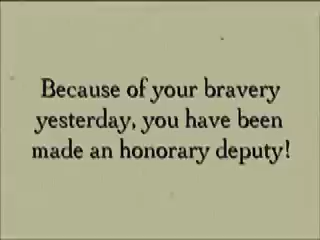 Because of your bravery
yesterday, you have been
made an honorary deputy!